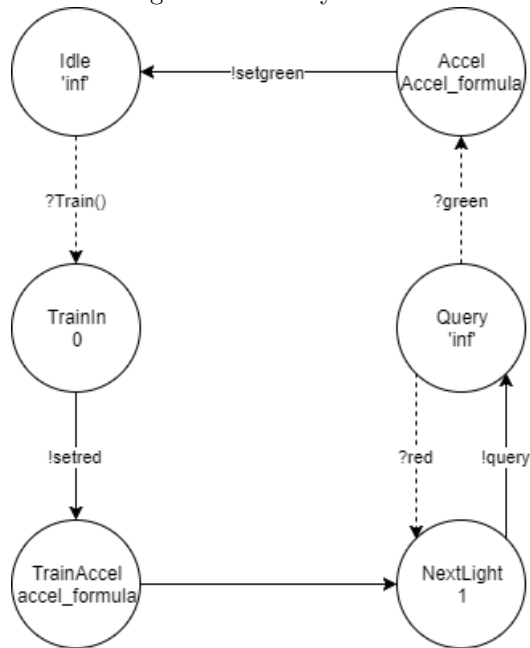 Idle
'inf'
!setgreen
Accel
Accel_formula
?Train()
?green
TrainIn
0
Query
'inf'
!setred
?red
!query
TrainAccel
accel_formula
NextLight
1